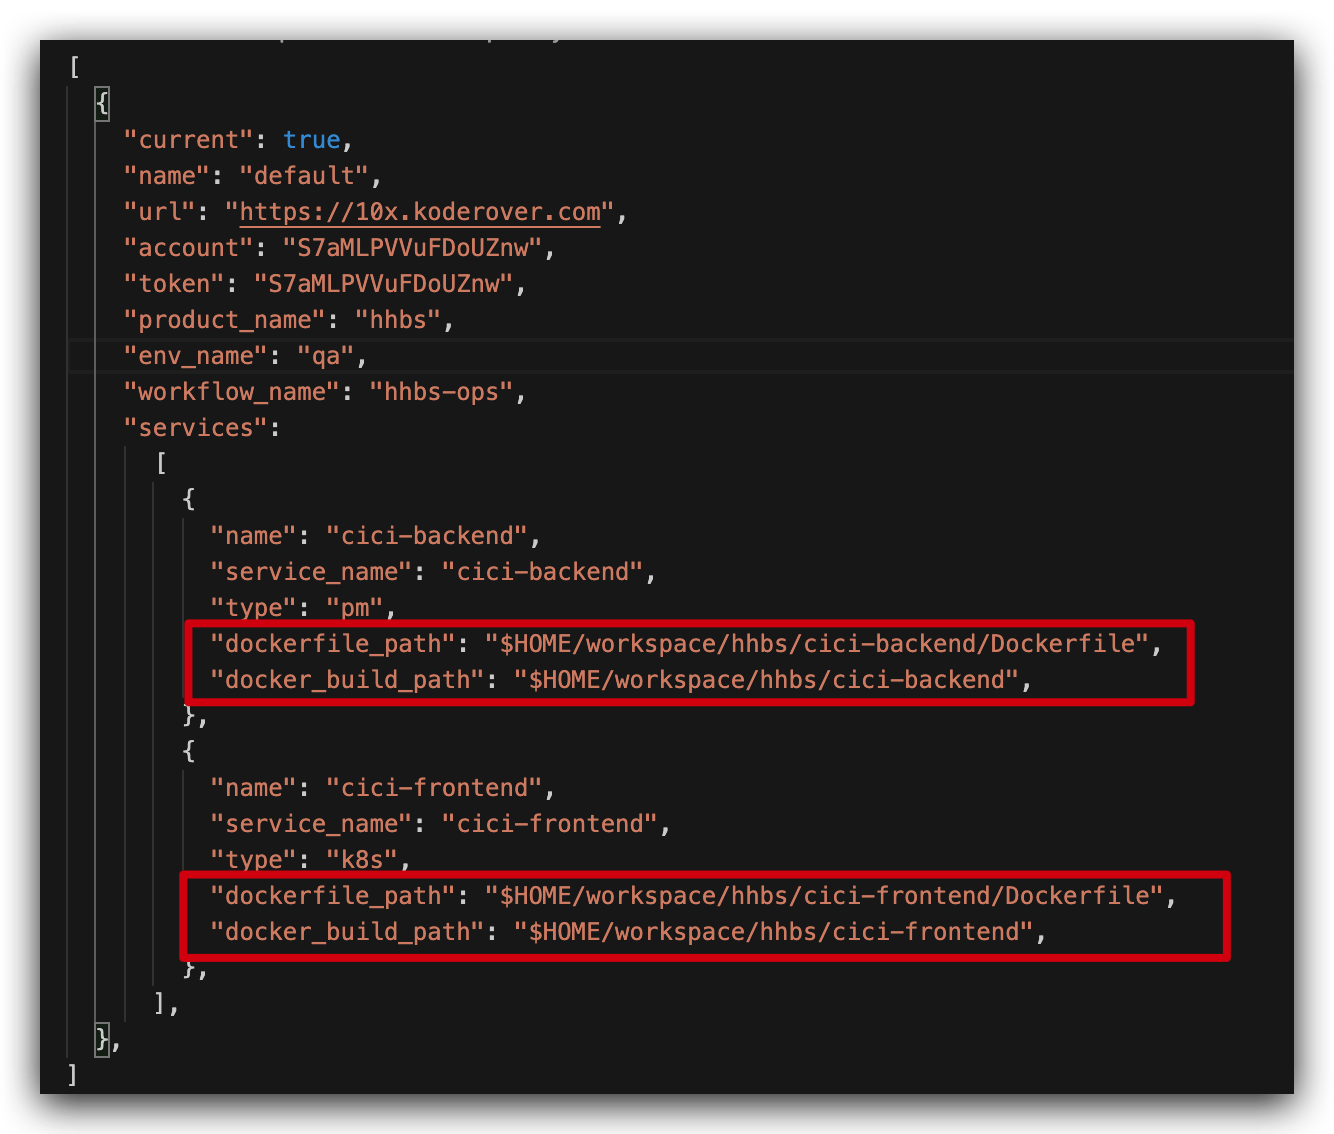 [
{
"current": true,
"name": "default",
"url": "https://10x.koderover.com",
"account": "S7aMLPVVuFDoUZnw",
"token": "S7aMLPVVuFDoUZnw",
"product_name": "hhbs",
"env_name": "qa",
"workflow_name": "hhbs-ops",
"services":
[
{
"name": "cici-backend",
"service_name": "cici-backend",
"type": "pm",
"dockerfile_path": "$HOME/workspace/hhbs/cici-backend/Dockerfile",
"docker_build_path": "$HOME/workspace/hhbs/cici-backend",
},
{
"name": "cici-frontend",
"service_name": "cici-frontend",
"type": "k8s",
"dockerfile_path": "$HOME/workspace/hhbs/cici-frontend/Dockerfile",
"docker_build_path": "$HOME/workspace/hhbs/cici-frontend",
},
],
},
]